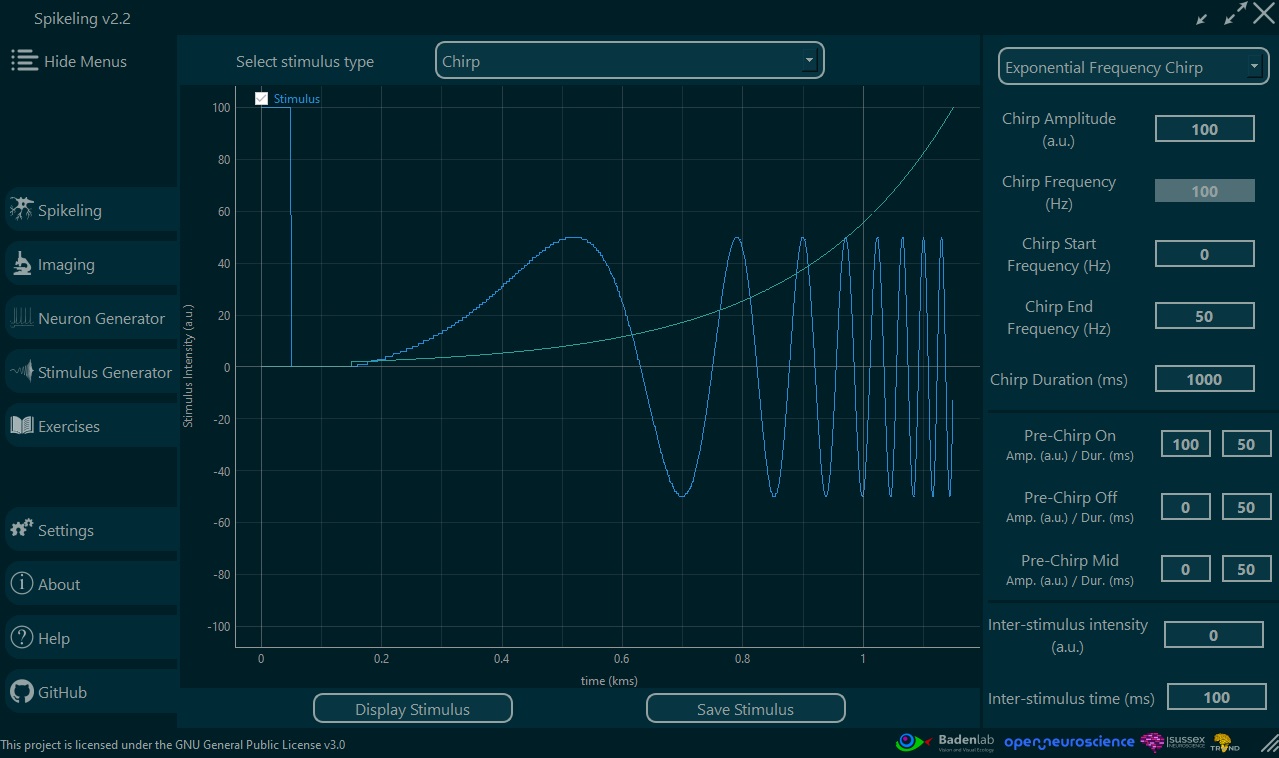 Spikeling v2.2
Hide Menus
Spikeling
Imaging
Neuron Generator
Stimulus Generator
Exercises
Settings
About
Help
GitHub
Select stimulus type
Chirp
Stimulus
100
80
60
40
20
0
-20
-40
-60
-80
-100
Stimulus Intensity (a.u.)
0 0.2 0.4 0.6 0.8 1
time (kms)
Display Stimulus
Save Stimulus
Exponential Frequency Chirp
Chirp Amplitude
(a.u.)
100
Chirp Frequency
(Hz)
100
Chirp Start
Frequency (Hz)
0
Chirp End
Frequency (Hz)
50
Chirp Duration (ms)
1000
Pre-Chirp On
Amp. (a.u.) / Dur. (ms)
100 50
Pre-Chirp Off
Amp. (a.u.) / Dur. (ms)
0 50
Pre-Chirp Mid
Amp. (a.u.) / Dur. (ms)
0 50
Inter-stimulus intensity
(a.u.)
0
Inter-stimulus time (ms)
100
This project is licensed under the GNU General Public License v3.0
Badenlab
Vision and Visual Ecology
openneuroscience
SUSSEX
NEUROSCIENCE
TREND